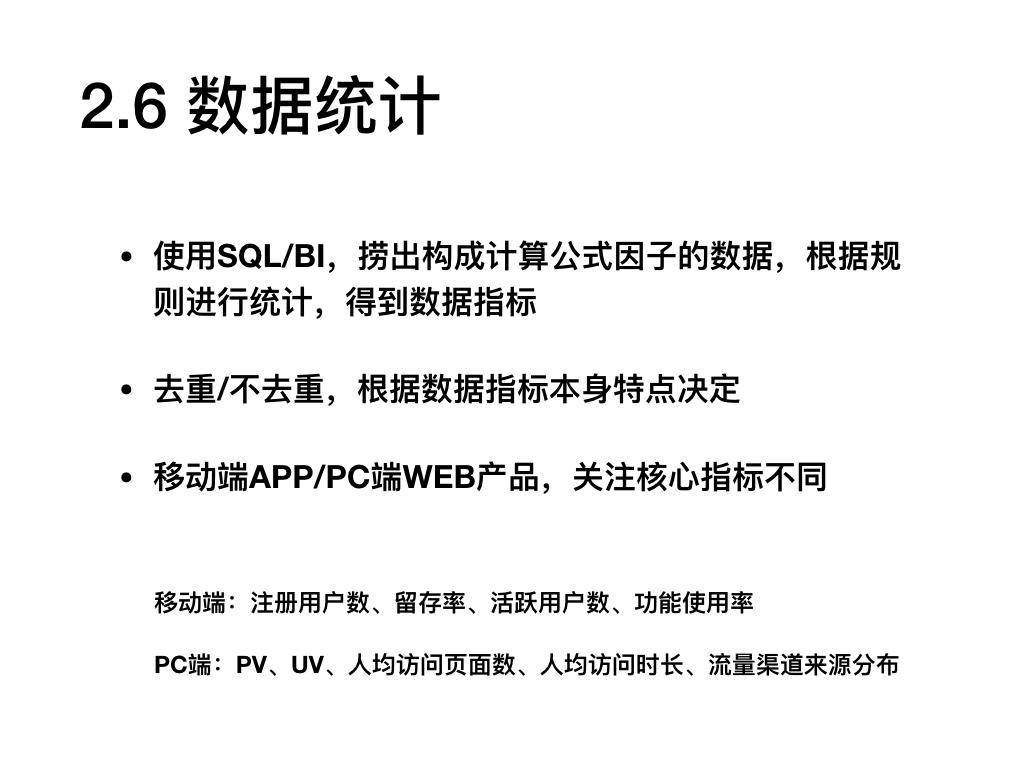 2.6 数据统计
• 使用SQL/BI，捞出构成计算公式因子的数据，根据规
则进行统计，得到数据指标
• 去重/不去重，根据数据指标本身特点决定
• 移动端APP/PC端WEB产品，关注核心指标不同
移动端：注册用户数、留存率、活跃用户数、功能使用率
PC端：PV、UV、人均访问页面数、人均访问时长、流量渠道来源分布